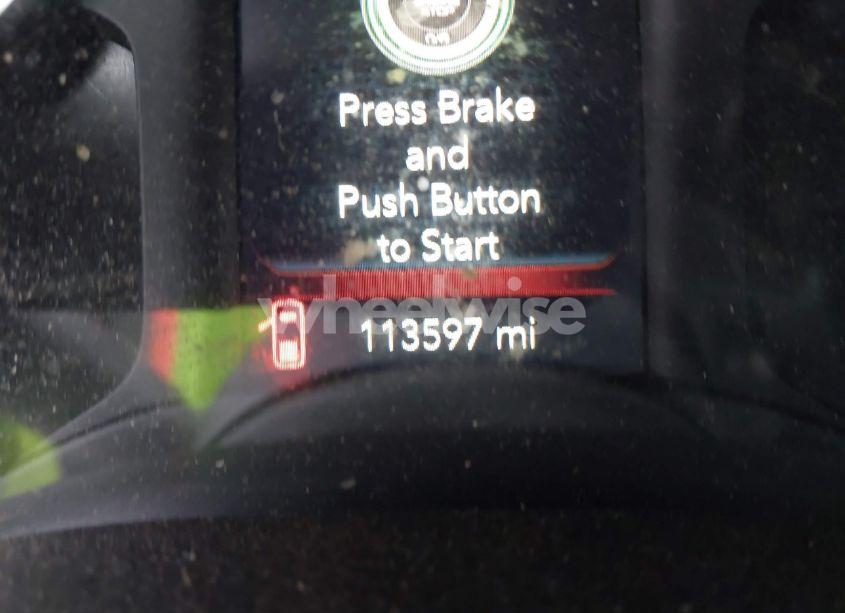 Press Brake
and
Push Button
to Start
wheelwise
113597 mi